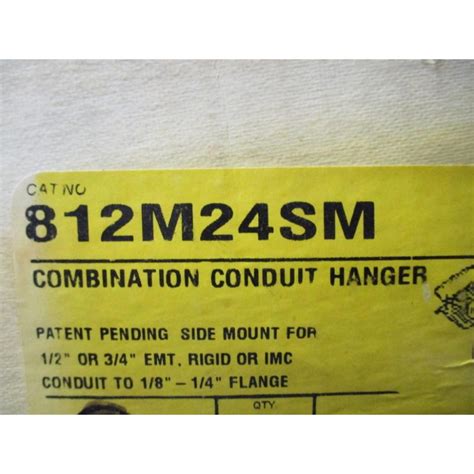 CAT NO
812M24SM
COMBINATION CONDUIT HANGER
PATENT PENDING SIDE MOUNT FOR
1/2" OR 3/4" EMT, RIGID OR IMC
CONDUIT TO 1/8" – 1/4" FLANGE
QTY